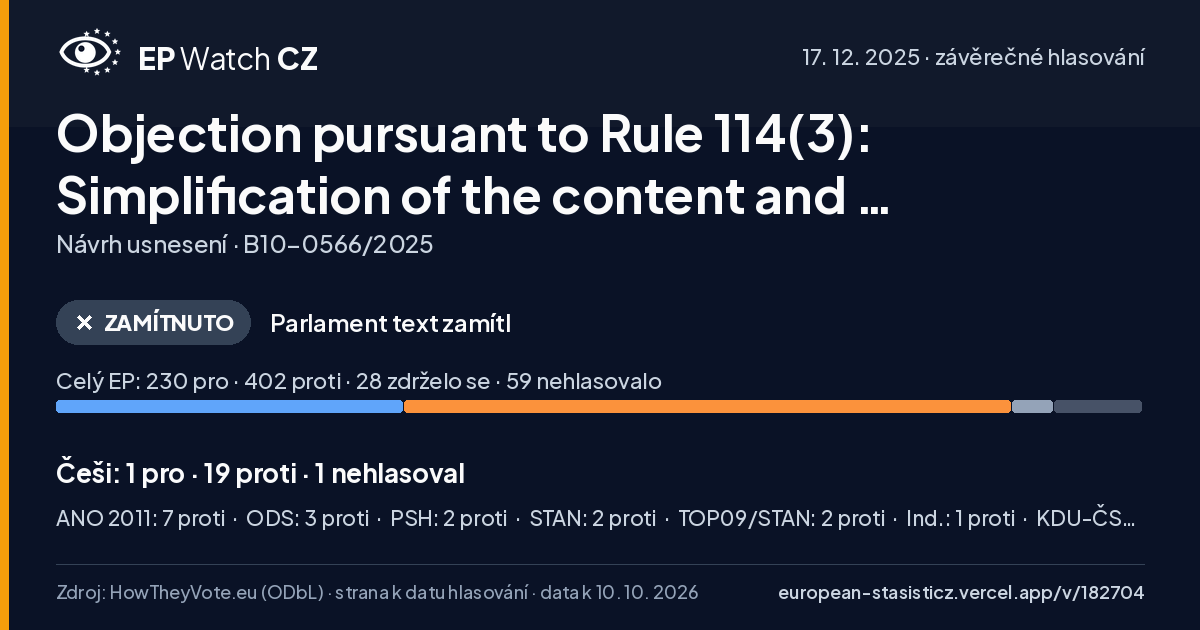 EP Watch CZ
17. 12. 2025 · závěrečné hlasování
Objection pursuant to Rule 114(3):
Simplification of the content and …
Návrh usnesení · B10-0566/2025
✕ ZAMÍTNUTO
Parlament text zamítl
Celý EP: 230 pro · 402 proti · 28 zdrželo se · 59 nehlasovalo
Češi: 1 pro · 19 proti · 1 nehlasoval
ANO 2011: 7 proti · ODS: 3 proti · PSH: 2 proti · STAN: 2 proti · TOP09/STAN: 2 proti · Ind.: 1 proti · KDU-ČS…
Zdroj: HowTheyVote.eu (ODbL) · strana k datu hlasování · data k 10. 10. 2026
european-stasisticz.vercel.app/v/182704